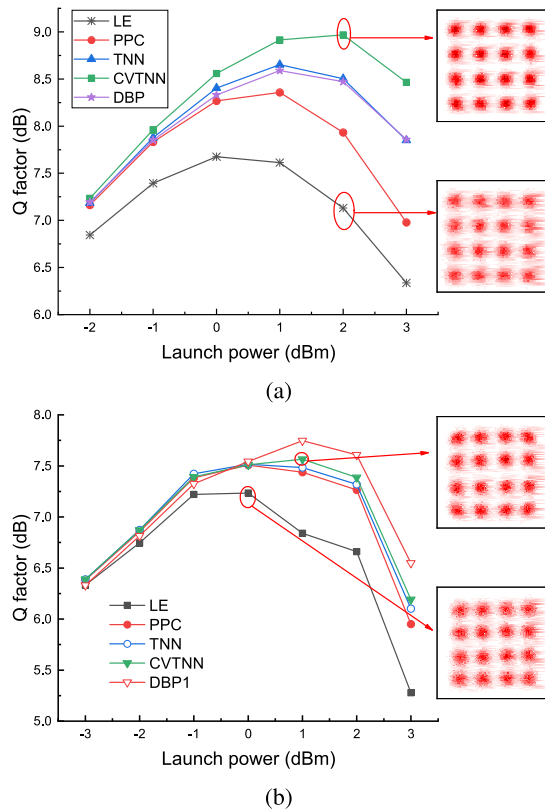 (a)
9.0
8.5
8.0
7.5
7.0
6.5
6.0
Q factor (dB)
LE
PPC
TNN
CVTNN
DBP
-2 -1 0 1 2 3
Launch power (dBm)
(a)
8.0
7.5
7.0
6.5
6.0
5.5
5.0
Q factor (dB)
LE
PPC
TNN
CVTNN
DBP1
-3 -2 -1 0 1 2 3
Launch power (dBm)
(b)